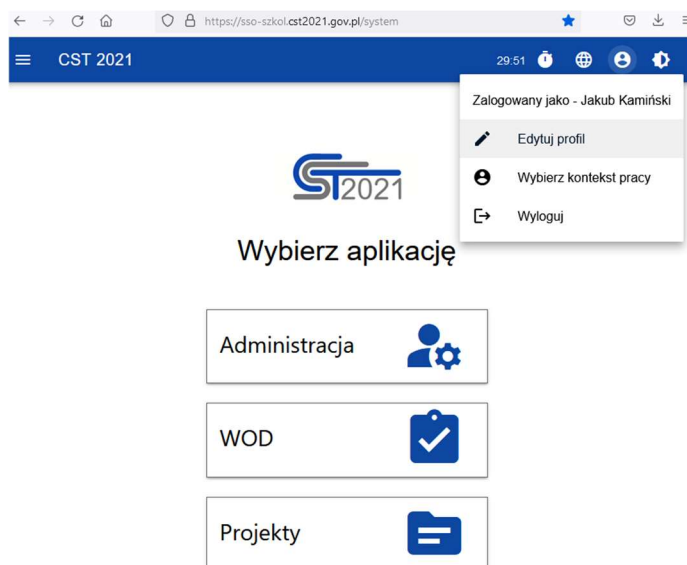 https://sso-szkol.cst2021.gov.pl/system
CST 2021
29:51
Zalogowany jako - Jakub Kamiński
Edytuj profil
Wybierz kontekst pracy
Wyloguj
CST2021
Wybierz aplikację
Administracja
WOD
Projekty